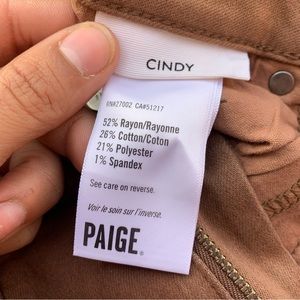 CINDY
RN#27002 CA#51217
52% Rayon/Rayonne
26% Cotton/Coton
21% Polyester
1% Spandex
See care on reverse.
Voir le soin sur l'inverse.
PAIGE®